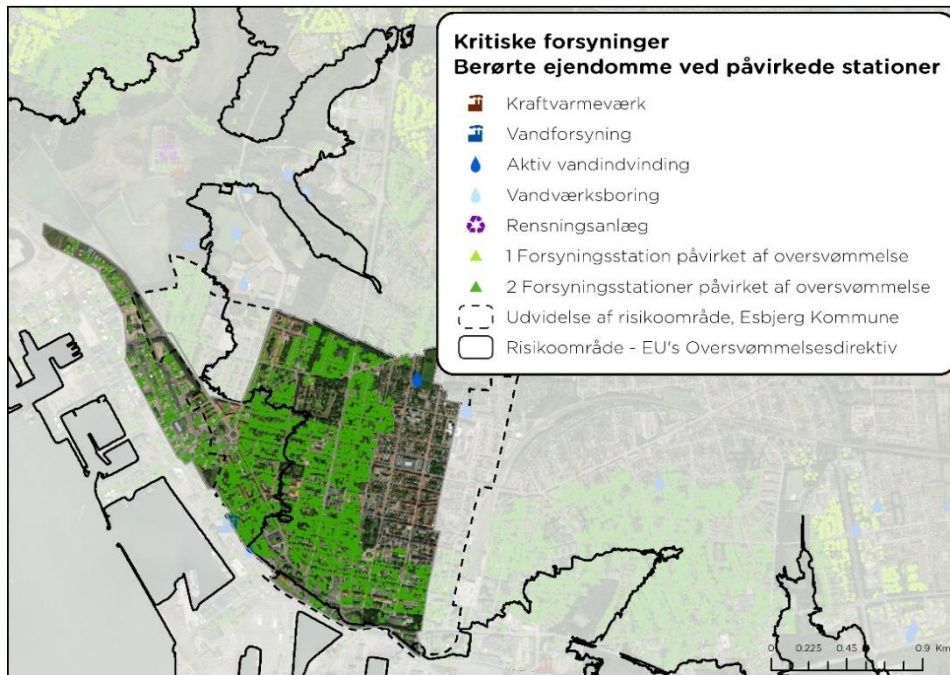 Kritiske forsyninger
Berørte ejendomme ved påvirkede stationer
Kraftvarmeværk
Vandforsyning
Aktiv vandindvinding
Vandværksboring
Rensningsanlæg
1 Forsyningsstation påvirket af oversvømmelse
2 Forsyningsstationer påvirket af oversvømmelse
Udvidelse af risikoområde, Esbjerg Kommune
Risikoområde - EU's Oversvømmelsesdirektiv
0 0.225 0.45 0.9 Km